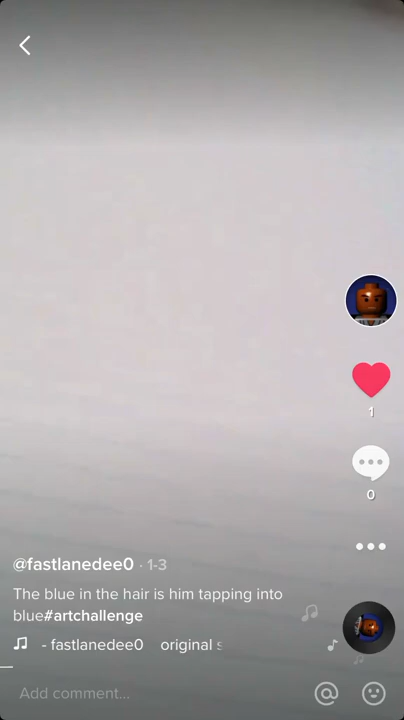 1
0
@fastlanedee0 · 1-3
The blue in the hair is him tapping into
blue#artchallenge
- fastlanedee0 original s
Add comment...